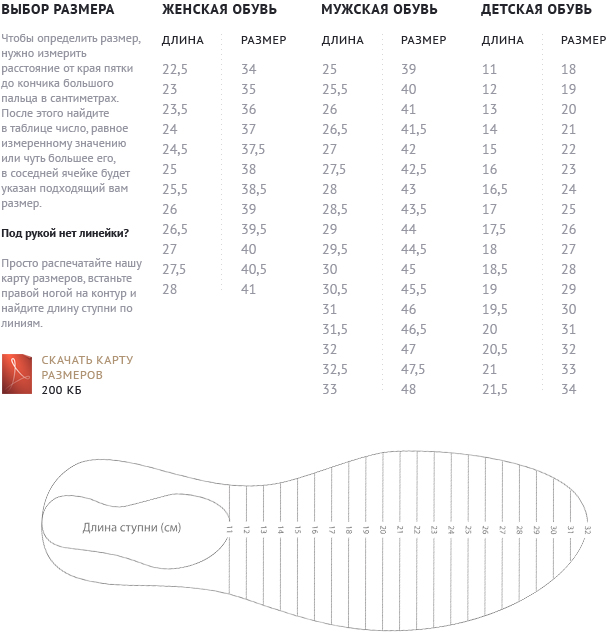 ВЫБОР РАЗМЕРА
Чтобы определить размер,
нужно измерить
расстояние от края пятки
до кончика большого
пальца в сантиметрах.
После этого найдите
в таблице число, равное
измеренному значению
или чуть большее его,
в соседней ячейке будет
указан подходящий вам
размер.
Под рукой нет линейки?
Просто распечатайте нашу
карту размеров, встаньте
правой ногой на контур и
найдите длину ступни по
линиям.
СКАЧАТЬ КАРТУ
РАЗМЕРОВ
200 КБ
ЖЕНСКАЯ ОБУВЬ
ДЛИНА РАЗМЕР
22,5 34
23 35
23,5 36
24 37
24,5 37,5
25 38
25,5 38,5
26 39
26,5 39,5
27 40
27,5 40,5
28 41
МУЖСКАЯ ОБУВЬ
ДЛИНА РАЗМЕР
25 39
25,5 40
26 41
26,5 41,5
27 42
27,5 42,5
28 43
28,5 43,5
29 44
29,5 44,5
30 45
30,5 45,5
31 46
31,5 46,5
32 47
32,5 47,5
33 48
ДЕТСКАЯ ОБУВЬ
ДЛИНА РАЗМЕР
11 18
12 19
13 20
14 21
15 22
16 23
16,5 24
17 25
17,5 26
18 27
18,5 28
19 29
19,5 30
20 31
20,5 32
21 33
21,5 34
Длина ступни (см)
11 12 13 14 15 16 17 18 19 20 21 22 23 24 25 26 27 28 29 30 31 32